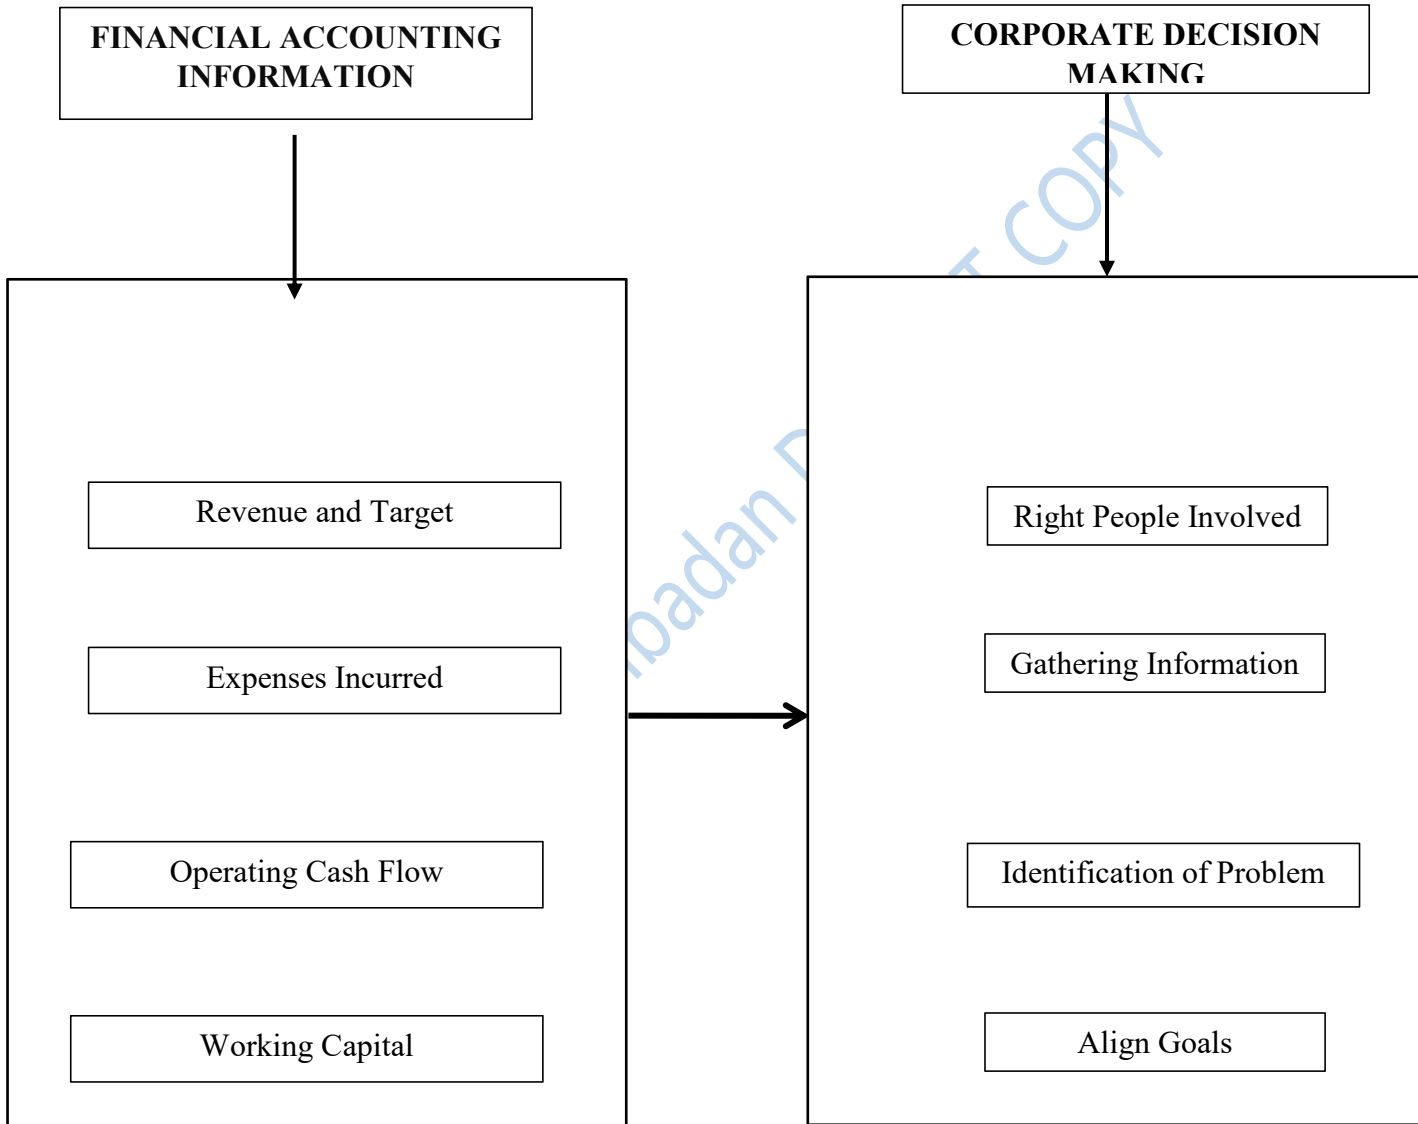 FINANCIAL ACCOUNTING
INFORMATION
CORPORATE DECISION
MAKING
COPY
Revenue and Target
Right People Involved
Expenses Incurred
Gathering Information
Operating Cash Flow
Identification of Problem
Working Capital
Align Goals